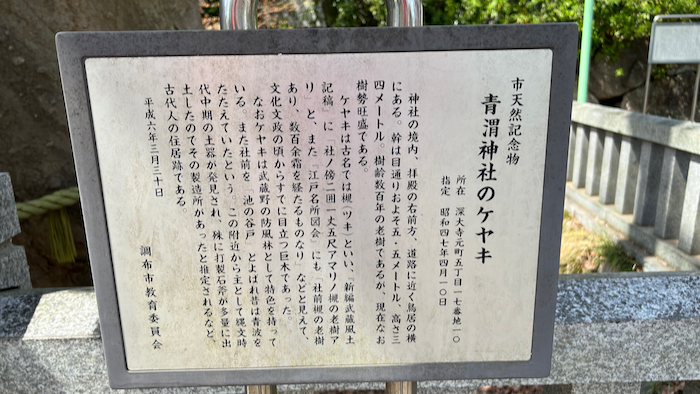 市天然記念物
青渭神社のケヤキ
所在 深大寺元町五丁目一七番地一〇
指定 昭和四七年四月一〇日
神社の境内、拝殿の右前方、道路に近く鳥居の横
にある。幹は目通りおよそ五・五メートル、高さ三
四メートル。樹齢数百年の老樹であるが、現在なお
樹勢旺盛である。
ケヤキは古名では槻（ツキ）といい、『新編武蔵風土
記稿』に「社ノ傍二囲一丈五尺アマリノ槻の老樹ア
リ」と、また『江戸名所図会』にも「社前槻の老樹
あり、数百余霜を経たるものなり」などと見えて、
文化文政の頃からすでに目立つ巨木であった。
なおケヤキは武蔵野の防風林として特色を持って
いる。また社前を「池の谷戸」とよばれ昔は青波を
たたえていたという。この附近から主として縄文時
代中期の土器が発見され、殊に打製石斧が多量に出
土したのでその製造所があったと推定されるなど、
古代人の住居跡である。
平成六年三月三十日
調布市教育委員会